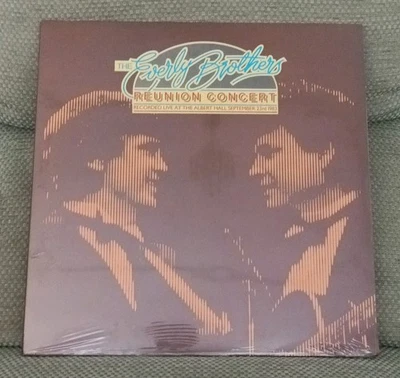 THE
Everly Brothers
REUNION CONCERT
RECORDED LIVE AT THE ALBERT HALL SEPTEMBER 23rd 1983